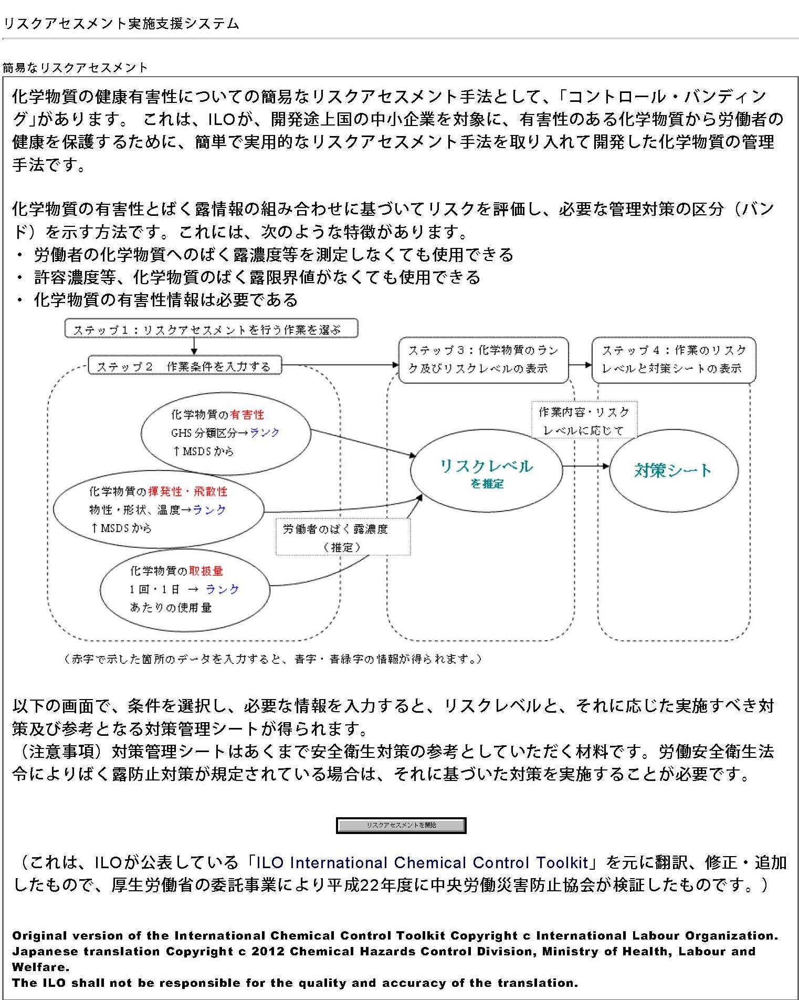 リスクアセスメント実施支援システム
簡易なリスクアセスメント
化学物質の健康有害性についての簡易なリスクアセスメント手法として、「コントロール・バンディン
グ」があります。 これは、ILOが、開発途上国の中小企業を対象に、有害性のある化学物質から労働者の
健康を保護するために、簡単で実用的なリスクアセスメント手法を取り入れて開発した化学物質の管理
手法です。
化学物質の有害性とばく露情報の組み合わせに基づいてリスクを評価し、必要な管理対策の区分（バン
ド）を示す方法です。これには、次のような特徴があります。
・ 労働者の化学物質へのばく露濃度等を測定しなくても使用できる
・ 許容濃度等、化学物質のばく露限界値がなくても使用できる
・ 化学物質の有害性情報は必要である
ステップ１：リスクアセスメントを行う作業を選ぶ
ステップ２　作業条件を入力する
ステップ３：化学物質のラン
ク及びリスクレベルの表示
ステップ４：作業のリスク
レベルと対策シートの表示
化学物質の有害性
GHS 分類区分→ランク
↑MSDS から
化学物質の揮発性・飛散性
物性・形状、温度→ランク
↑MSDS から
化学物質の取扱量
1 回・1 日 → ランク
あたりの使用量
労働者のばく露濃度
（推定）
リスクレベル
を推定
作業内容・リスク
レベルに応じて
対策シート
（赤字で示した箇所のデータを入力すると、青字・青緑字の情報が得られます。）
以下の画面で、条件を選択し、必要な情報を入力すると、リスクレベルと、それに応じた実施すべき対
策及び参考となる対策管理シートが得られます。
（注意事項）対策管理シートはあくまで安全衛生対策の参考としていただく材料です。労働安全衛生法
令によりばく露防止対策が規定されている場合は、それに基づいた対策を実施することが必要です。
リスクアセスメントを開始
（これは、ILOが公表している「ILO International Chemical Control Toolkit」を元に翻訳、修正・追加
したもので、厚生労働省の委託事業により平成22年度に中央労働災害防止協会が検証したものです。）
Original version of the International Chemical Control Toolkit Copyright c International Labour Organization.
Japanese translation Copyright c 2012 Chemical Hazards Control Division, Ministry of Health, Labour and
Welfare.
The ILO shall not be responsible for the quality and accuracy of the translation.